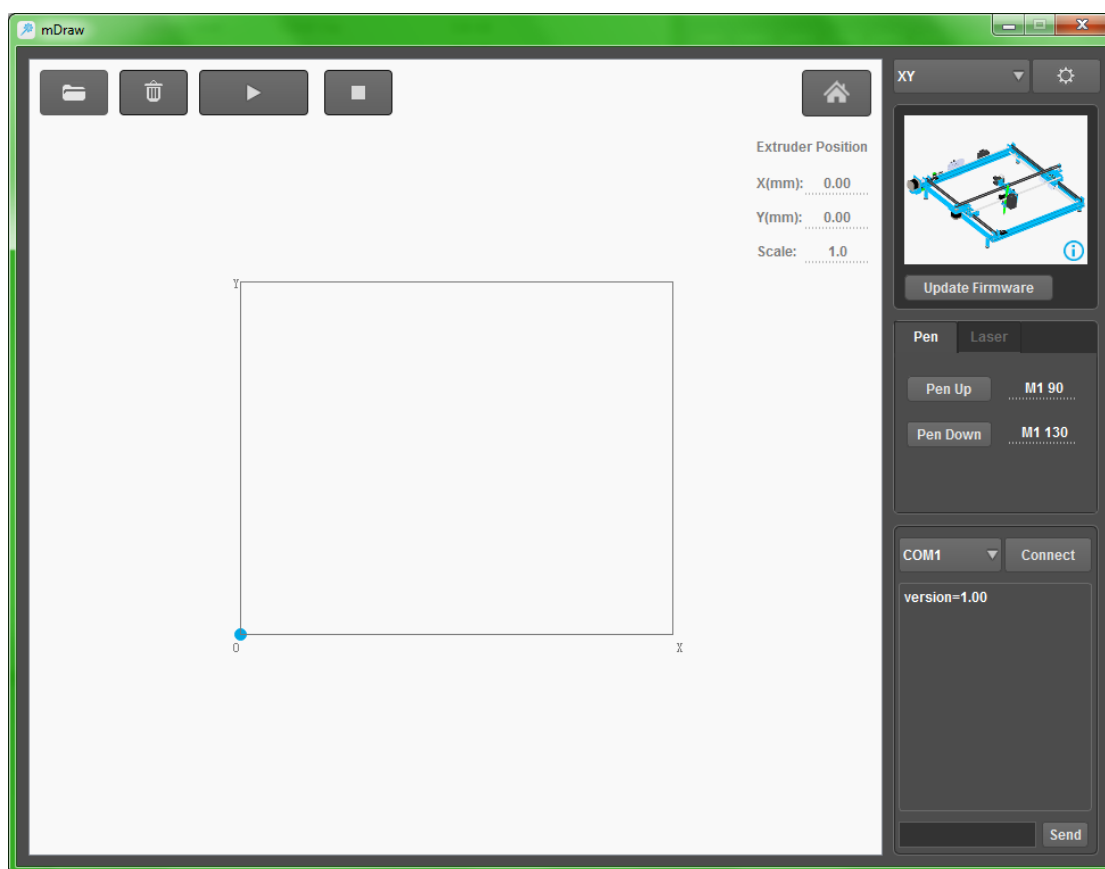 mDraw
XY
Extruder Position
X(mm): 0.00
Y(mm): 0.00
Scale: 1.0
Y
O
X
Update Firmware
Pen Laser
Pen Up M1 90
Pen Down M1 130
COM1 Connect
version=1.00
Send